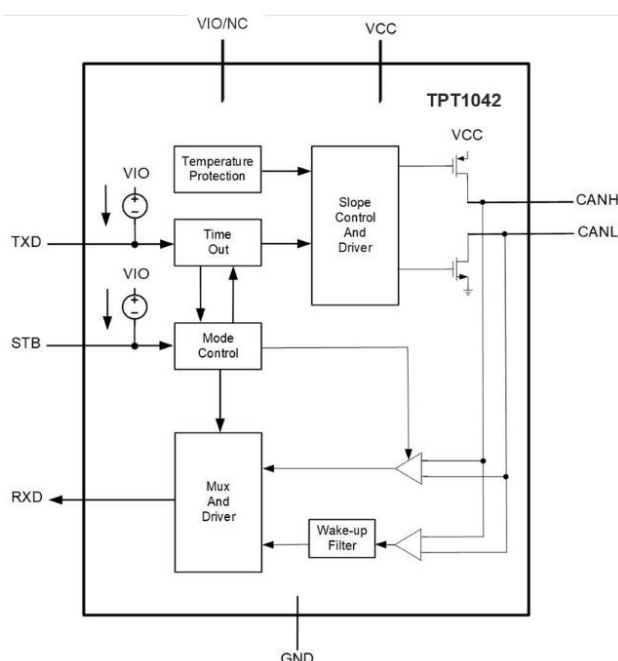 VIO/NC
VCC
TPT1042
VCC
Temperature
Protection
VIO
Slope
Control
And
Driver
CANH
TXD
Time
Out
CANL
VIO
STB
Mode
Control
RXD
Mux
And
Driver
Wake-up
Filter
GND